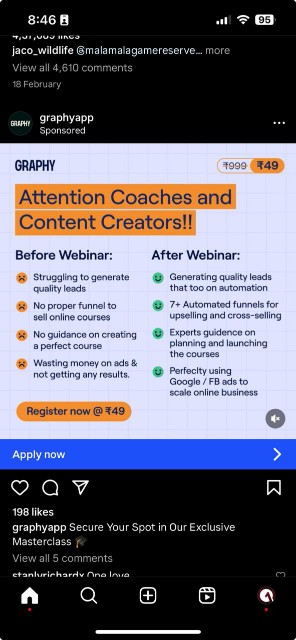 8:46
95
4,37,089 likes
jaco_wildlife @malamalagamereserve... more
View all 4,610 comments
18 February
GRAPHY
graphyapp
Sponsored
GRAPHY
₹999 ₹49
Attention Coaches and
Content Creators!!
Before Webinar:
Struggling to generate
quality leads
No proper funnel to
sell online courses
No guidance on creating
a perfect course
Wasting money on ads &
not getting any results.
After Webinar:
Generating quality leads
that too on automation
7+ Automated funnels for
upselling and cross-selling
Experts guidance on
planning and launching
the courses
Perfeclty using
Google / FB ads to
scale online business
Register now @ ₹49
Apply now
198 likes
graphyapp Secure Your Spot in Our Exclusive
Masterclass 🎓
View all 5 comments
stanlyrichardx One love